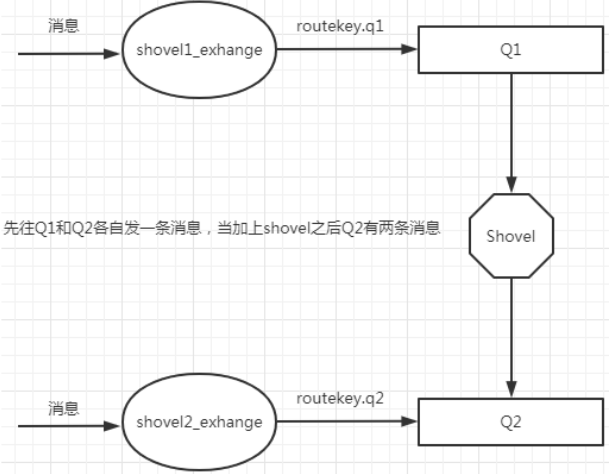 消息
shovel1_exhange
routekey.q1
Q1
先往Q1和Q2各自发一条消息，当加上shovel之后Q2有两条消息
Shovel
消息
shovel2_exhange
routekey.q2
Q2